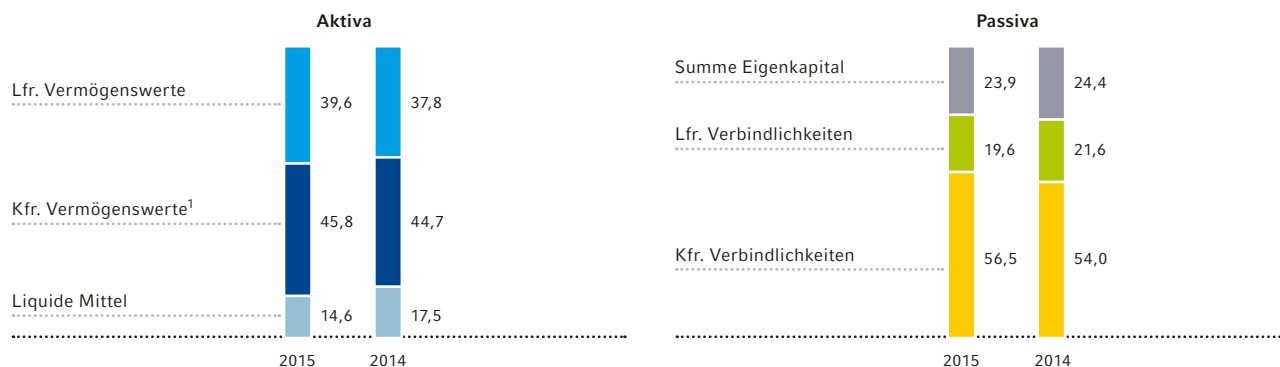 Aktiva
Lfr. Vermögenswerte
39,6
37,8
Kfr. Vermögenswerte1
45,8
44,7
Liquide Mittel
14,6
17,5
2015
2014
Passiva
Summe Eigenkapital
23,9
24,4
Lfr. Verbindlichkeiten
19,6
21,6
Kfr. Verbindlichkeiten
56,5
54,0
2015
2014